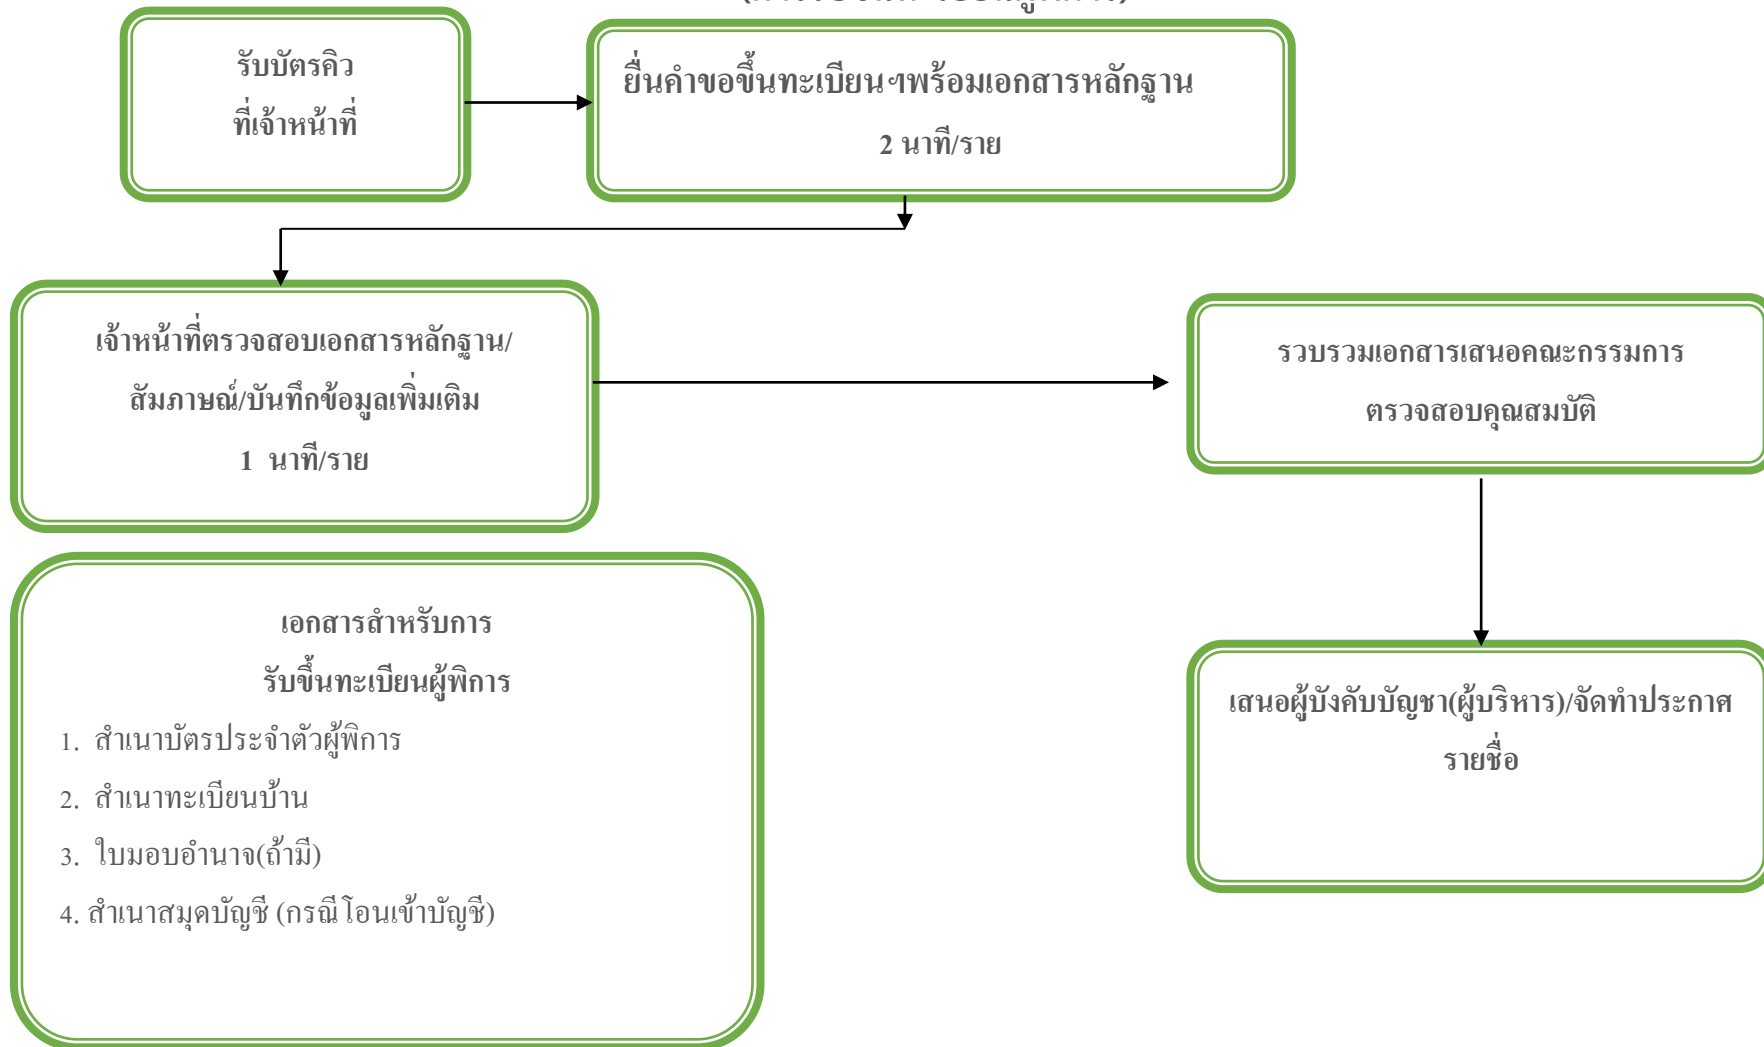 รับบัตรคิว
ที่เจ้าหน้าที่
ยื่นคำขอขึ้นทะเบียนฯพร้อมเอกสารหลักฐาน
2 นาที/ราย
เจ้าหน้าที่ตรวจสอบเอกสารหลักฐาน/
สัมภาษณ์/บันทึกข้อมูลเพิ่มเติม
1 นาที/ราย
รวบรวมเอกสารเสนอคณะกรรมการ
ตรวจสอบคุณสมบัติ
เสนอผู้บังคับบัญชา(ผู้บริหาร)/จัดทำประกาศ
รายชื่อ
เอกสารสำหรับการ
รับขึ้นทะเบียนผู้พิการ
1. สำเนาบัตรประจำตัวผู้พิการ
2. สำเนาทะเบียนบ้าน
3. ใบมอบอำนาจ(ถ้ามี)
4. สำเนาสมุดบัญชี (กรณีโอนเข้าบัญชี)